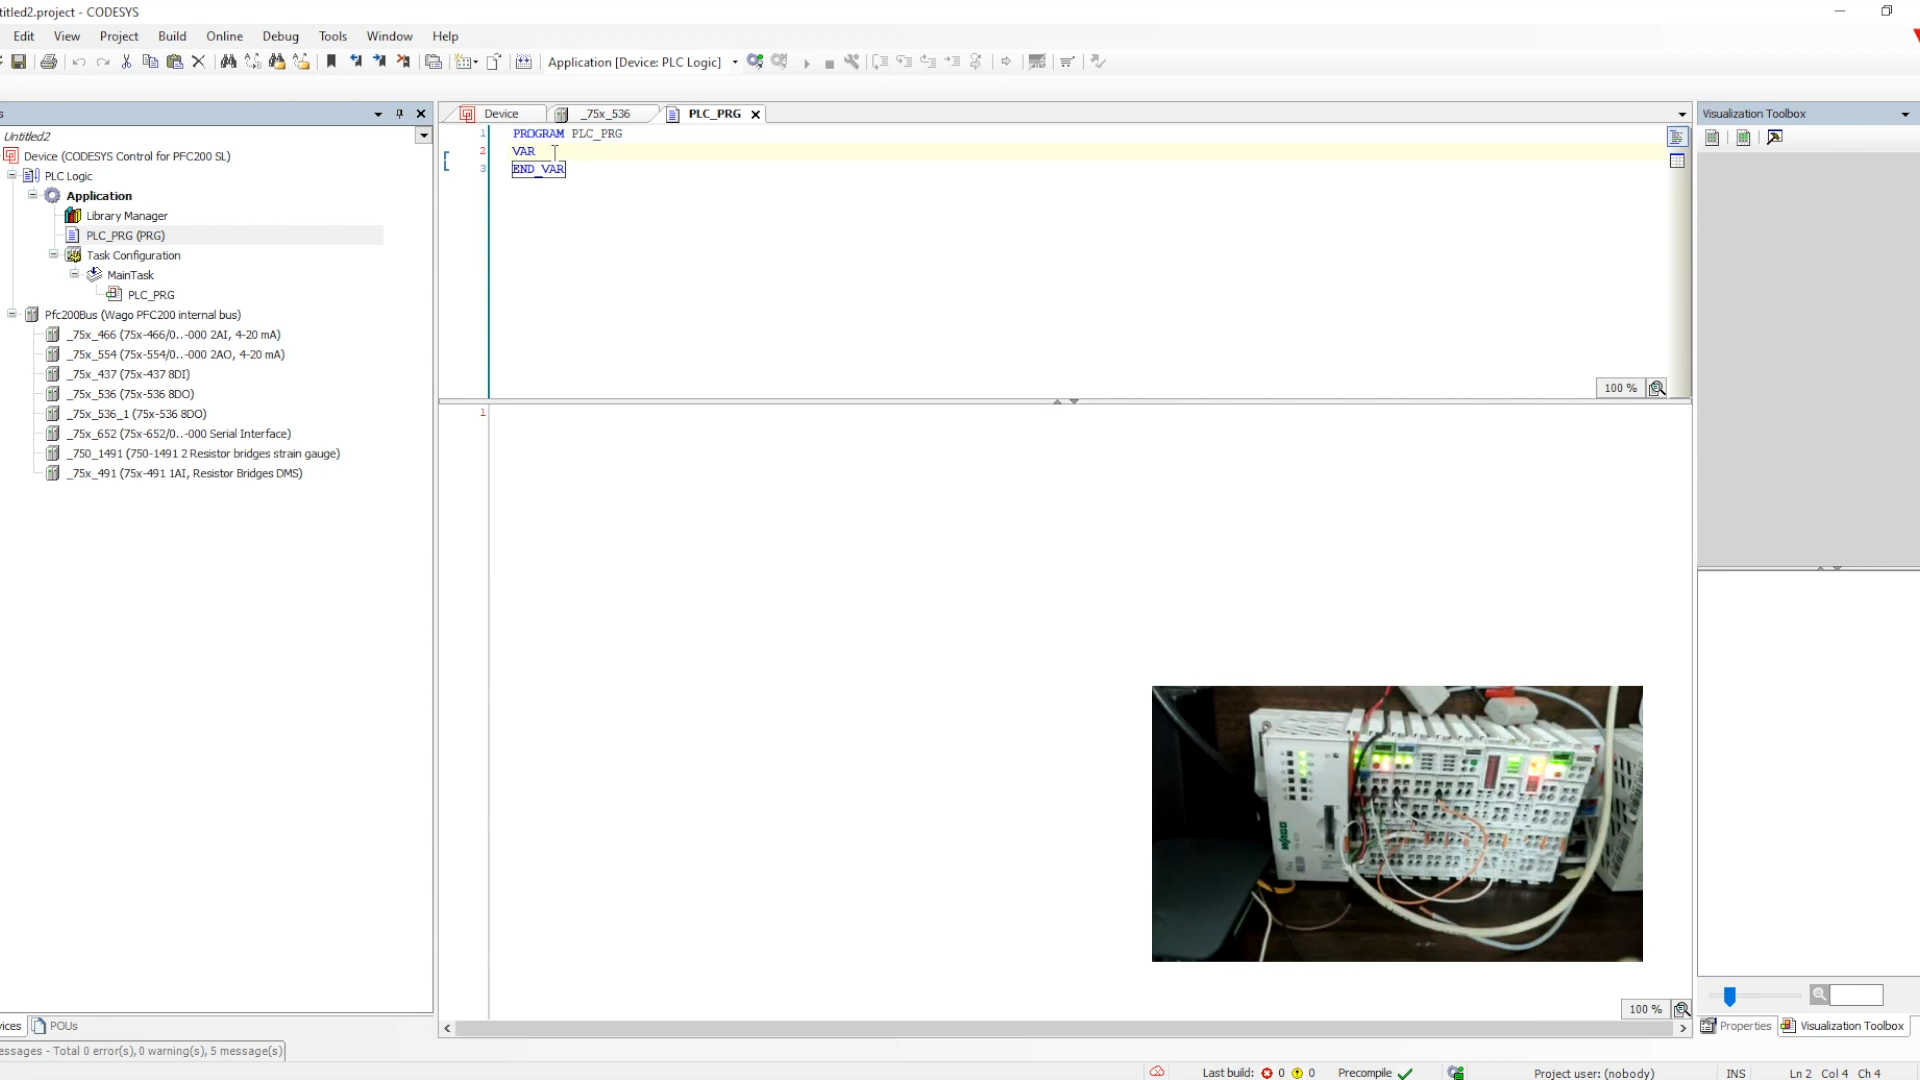 titled2.project - CODESYS
Edit View Project Build Online Debug Tools Window Help
Application [Device: PLC Logic]
s
Untitled2
Device (CODESYS Control for PFC200 SL)
PLC Logic
Application
Library Manager
PLC_PRG (PRG)
Task Configuration
MainTask
PLC_PRG
Pfc200Bus (Wago PFC200 internal bus)
_75x_466 (75x-466/0..-000 2AI, 4-20 mA)
_75x_554 (75x-554/0..-000 2AO, 4-20 mA)
_75x_437 (75x-437 8DI)
_75x_536 (75x-536 8DO)
_75x_536_1 (75x-536 8DO)
_75x_652 (75x-652/0..-000 Serial Interface)
_750_1491 (750-1491 2 Resistor bridges strain gauge)
_75x_491 (75x-491 1AI, Resistor Bridges DMS)
vices POUs
essages - Total 0 error(s), 0 warning(s), 5 message(s)
Device _75x_536 PLC_PRG
1 PROGRAM PLC_PRG
2 VAR
3 END_VAR
100 %
1
WAGO
100 %
Visualization Toolbox
Properties Visualization Toolbox
Last build: 0 0 Precompile Project user: (nobody) INS Ln 2 Col 4 Ch 4